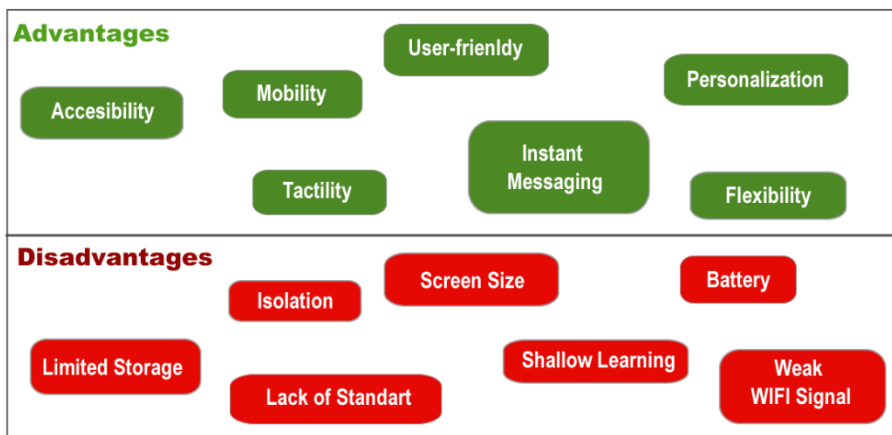 Advantages
User-frienldy
Personalization
Mobility
Accesibility
Instant
Messaging
Tactility
Flexibility
Disadvantages
Screen Size
Battery
Isolation
Limited Storage
Shallow Learning
Weak
WIFI Signal
Lack of Standart